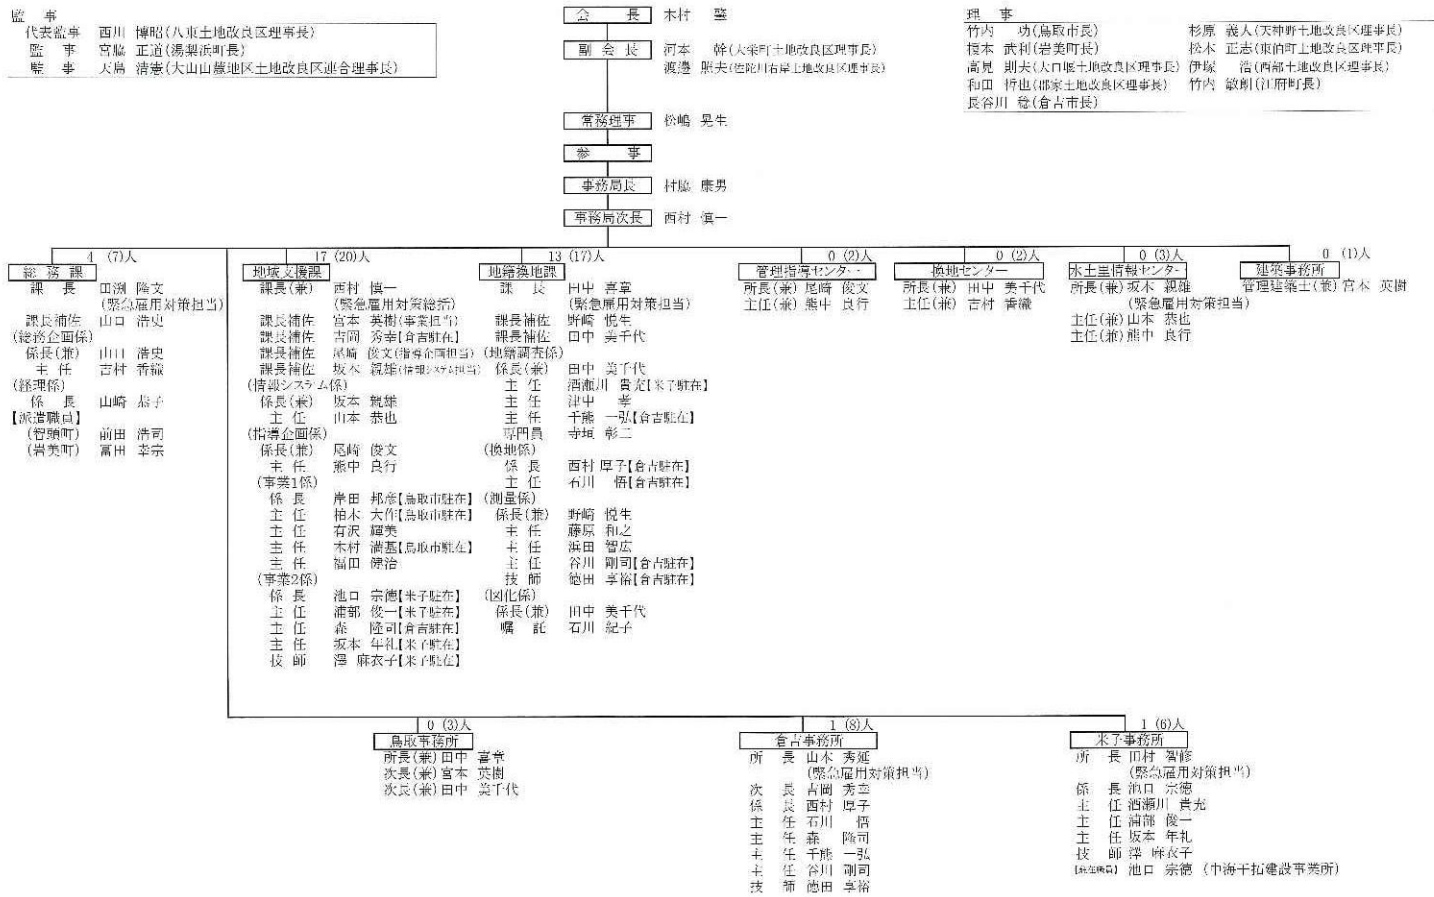 監 事
代表監事 西川 博昭(八東土地改良区理事長)
監 事 宮脇 正道(湯梨浜町長)
監 事 大島 清憲(大山山麓地区土地改良区連合理事長)
会 長 木村 肇
副 会 長 河本 幹(大栄町土地改良区理事長)
渡邊 照夫(佐陀川右岸土地改良区理事長)
常務理事 松嶋 晃生
参 事
事務局長 村脇 康男
事務局次長 西村 慎一
理 事
竹内 功(鳥取市長) 杉原 義人(天神野土地改良区理事長)
榎本 武利(岩美町長) 松本 正志(東伯町土地改良区理事長)
高見 則夫(大口堰土地改良区理事長) 伊塚 浩(西部土地改良区理事長)
和田 哲也(郡家土地改良区理事長) 竹内 敏朗(江府町長)
長谷川 稔(倉吉市長)
4 (7)人
総 務 課
課 長 田渕 隆文
(緊急雇用対策担当)
課長補佐 山口 浩史
(総務企画係)
係長(兼) 山口 浩史
主 任 吉村 香織
(経理係)
係 長 山崎 恭子
【派遣職員】
(智頭町) 前田 浩司
(岩美町) 冨田 幸宗
17 (20)人
地域支援課
課長(兼) 西村 慎一
(緊急雇用対策総括)
課長補佐 宮本 英樹(事業担当)
課長補佐 吉岡 秀幸【倉吉駐在】
課長補佐 尾崎 俊文(指導企画担当)
課長補佐 坂本 親雄(情報システム担当)
(情報システム係)
係長(兼) 坂本 親雄
主 任 山本 恭也
(指導企画係)
係長(兼) 尾崎 俊文
主 任 熊中 良行
(事業1係)
係 長 岸田 邦彦【鳥取市駐在】
主 任 柏木 大作【鳥取市駐在】
主 任 有沢 輝美
主 任 木村 満基【鳥取市駐在】
主 任 福田 健治
(事業2係)
係 長 池口 宗徳【米子駐在】
主 任 浦部 俊一【米子駐在】
主 任 森 隆司【倉吉駐在】
主 任 坂本 年礼【米子駐在】
技 師 澤 麻衣子【米子駐在】
13 (17)人
地籍換地課
課 長 田中 喜章
(緊急雇用対策担当)
課長補佐 野崎 悦生
課長補佐 田中 美千代
(地籍調査係)
係長(兼) 田中 美千代
主 任 酒瀬川 貴充【米子駐在】
主 任 津中 孝
主 任 千熊 一弘【倉吉駐在】
専門員 寺垣 彰二
(換地係)
係 長 西村 厚子【倉吉駐在】
主 任 石川 悟【倉吉駐在】
(測量係)
係長(兼) 野崎 悦生
主 任 藤原 和之
主 任 浜田 智広
主 任 谷川 剛司【倉吉駐在】
技 師 徳田 享裕【倉吉駐在】
(図化係)
係長(兼) 田中 美千代
嘱 託 石川 紀子
0 (2)人
管理指導センター
所長(兼) 尾崎 俊文
主任(兼) 熊中 良行
0 (2)人
換地センター
所長(兼) 田中 美千代
主任(兼) 吉村 香織
0 (3)人
水土里情報センター
所長(兼) 坂本 親雄
(緊急雇用対策担当)
主任(兼) 山本 恭也
主任(兼) 熊中 良行
0 (1)人
建築事務所
管理建築士(兼) 宮本 英樹
0 (3)人
鳥取事務所
所長(兼) 田中 喜章
次長(兼) 宮本 英樹
次長(兼) 田中 美千代
1 (8)人
倉吉事務所
所 長 山本 秀延
(緊急雇用対策担当)
次 長 吉岡 秀幸
係 長 西村 厚子
主 任 石川 悟
主 任 森 隆司
主 任 千熊 一弘
主 任 谷川 剛司
技 師 徳田 享裕
1 (6)人
米子事務所
所 長 田村 智修
(緊急雇用対策担当)
係 長 池口 宗徳
主 任 酒瀬川 貴充
主 任 浦部 俊一
主 任 坂本 年礼
技 師 澤 麻衣子
池口 宗徳 (中海干拓建設事業所)